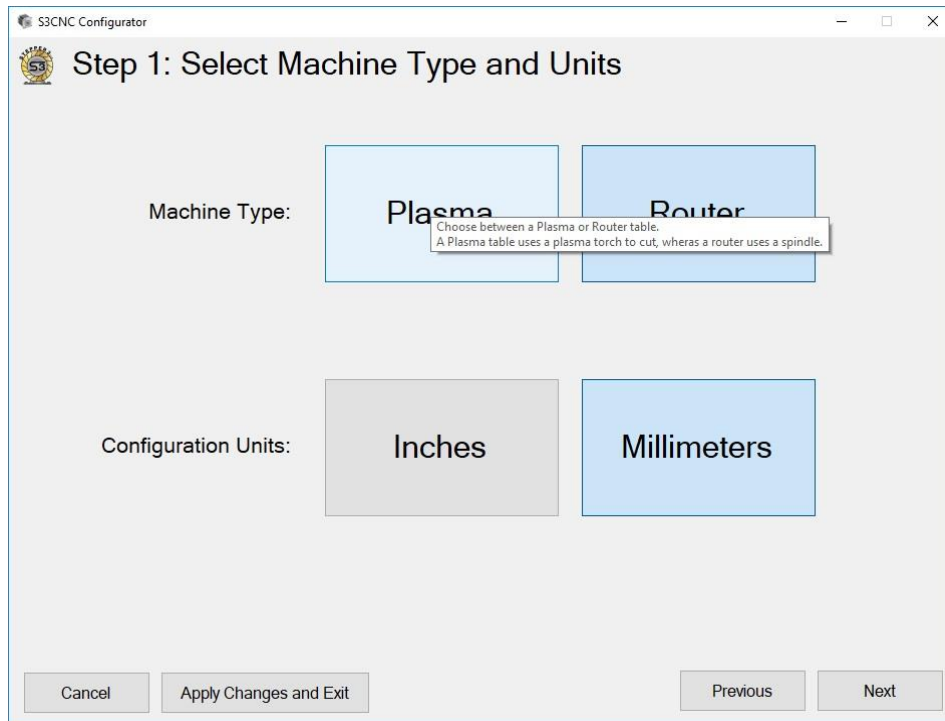 S3CNC Configurator
S3
Step 1: Select Machine Type and Units
Machine Type:
Plasma
Router
Choose between a Plasma or Router table.
A Plasma table uses a plasma torch to cut, wheras a router uses a spindle.
Configuration Units:
Inches
Millimeters
Cancel
Apply Changes and Exit
Previous
Next